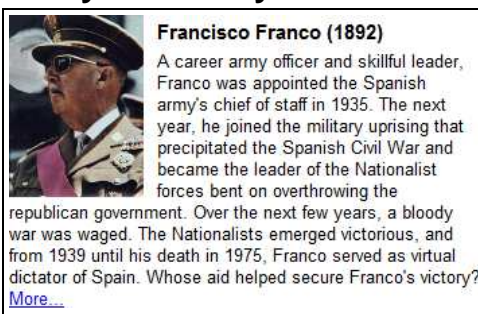 Francisco Franco (1892)
A career army officer and skillful leader,
Franco was appointed the Spanish
army's chief of staff in 1935. The next
year, he joined the military uprising that
precipitated the Spanish Civil War and
became the leader of the Nationalist
forces bent on overthrowing the
republican government. Over the next few years, a bloody
war was waged. The Nationalists emerged victorious, and
from 1939 until his death in 1975, Franco served as virtual
dictator of Spain. Whose aid helped secure Franco's victory?
More...